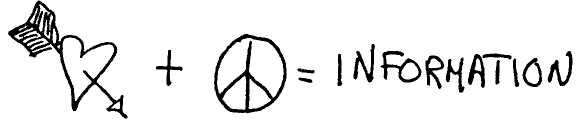 + = INFORMATION